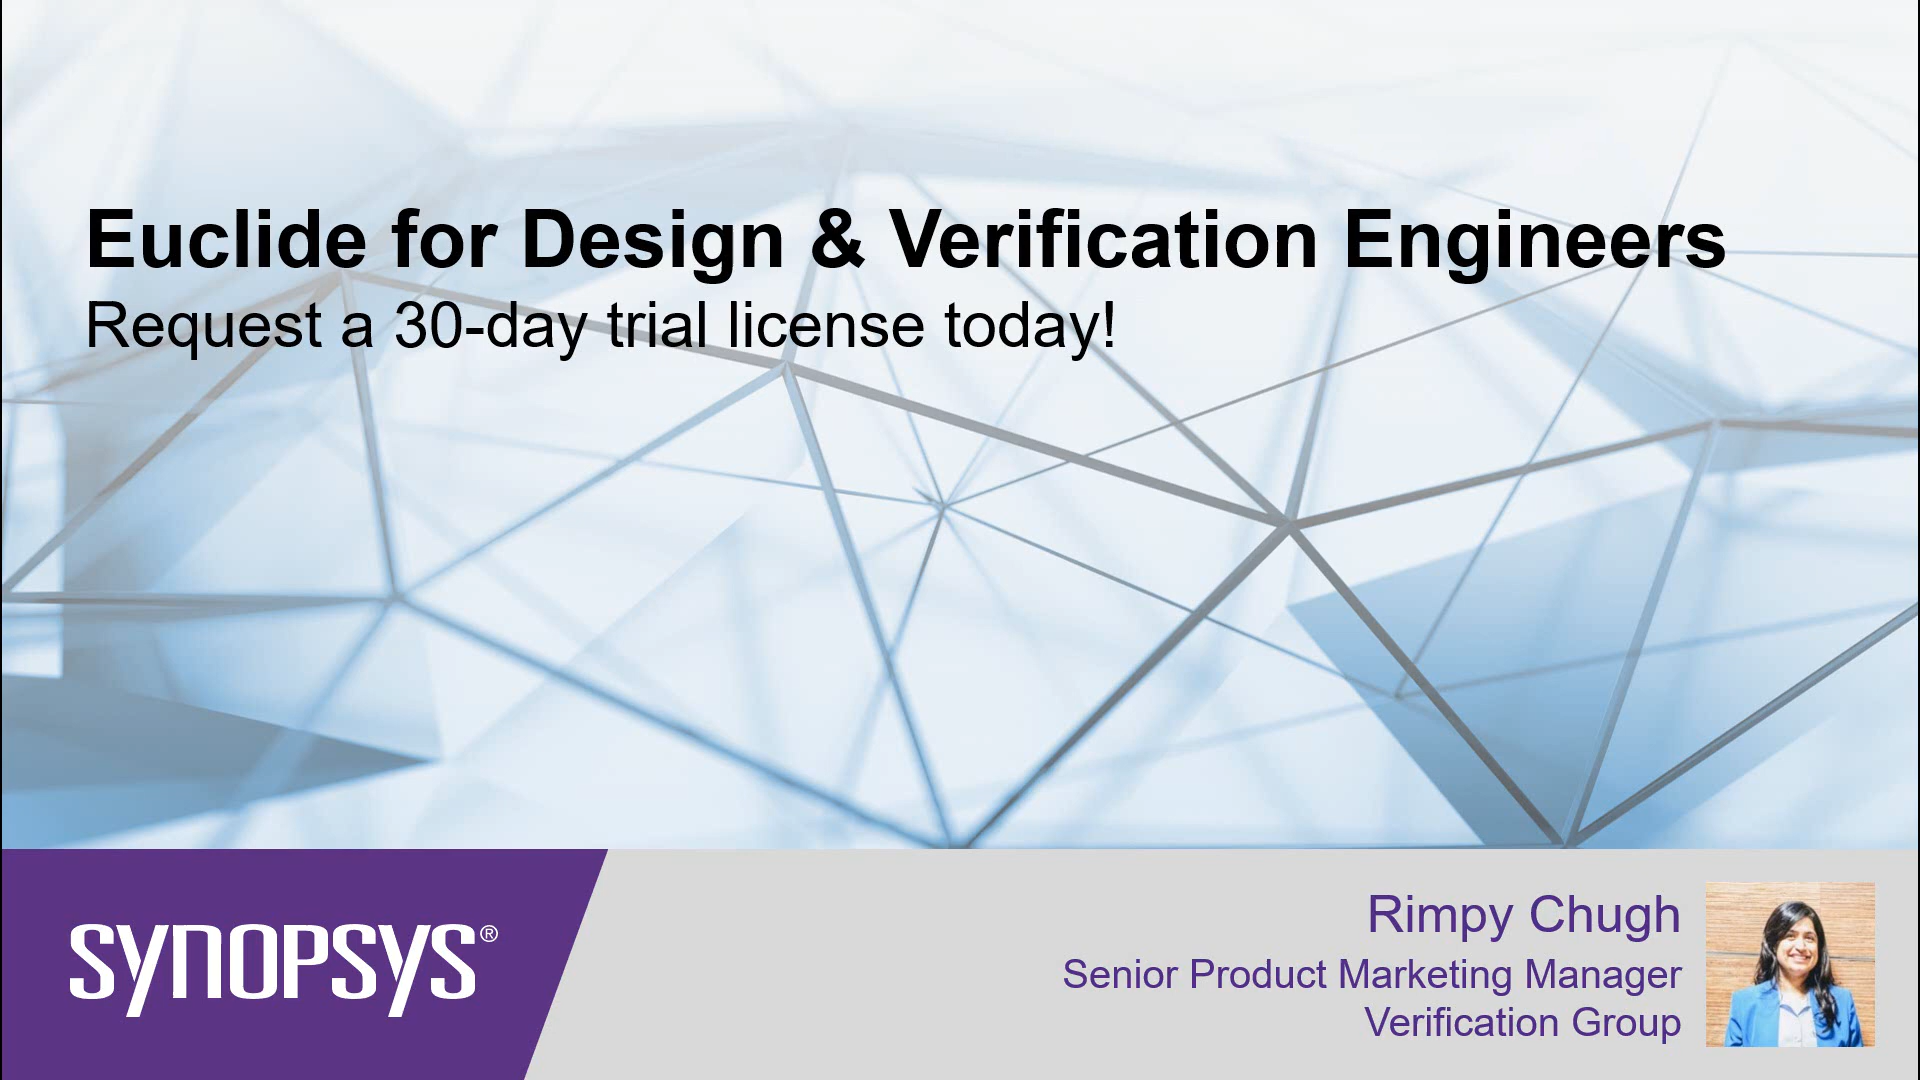 Euclide for Design & Verification Engineers
Request a 30-day trial license today!
SYNOPSYS®
Rimpy Chugh
Senior Product Marketing Manager
Verification Group